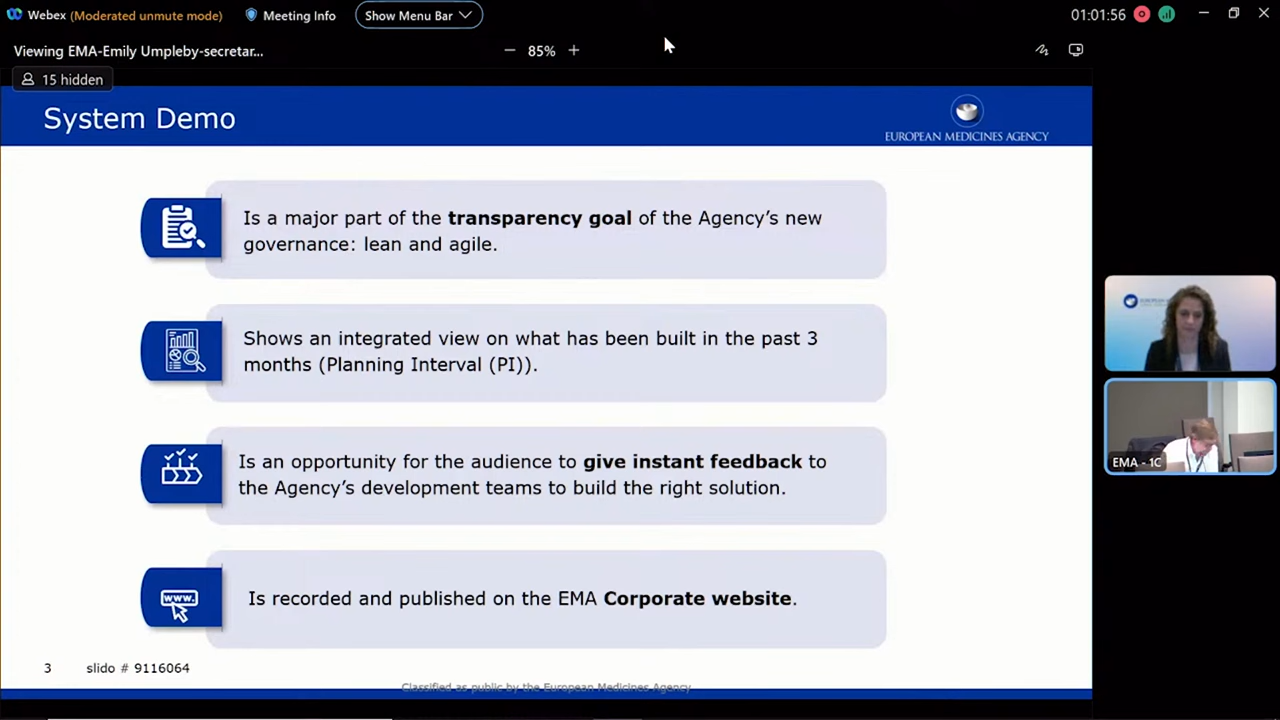 Webex (Moderated unmute mode) Meeting Info Show Menu Bar 01:01:56
Viewing EMA-Emily Umpleby-secretar... 85%
15 hidden
System Demo
EUROPEAN MEDICINES AGENCY
Is a major part of the transparency goal of the Agency's new
governance: lean and agile.
Shows an integrated view on what has been built in the past 3
months (Planning Interval (PI)).
Is an opportunity for the audience to give instant feedback to
the Agency's development teams to build the right solution.
www.
Is recorded and published on the EMA Corporate website.
3 slido # 9116064
Classified as public by the European Medicines Agency
EMA - 1C